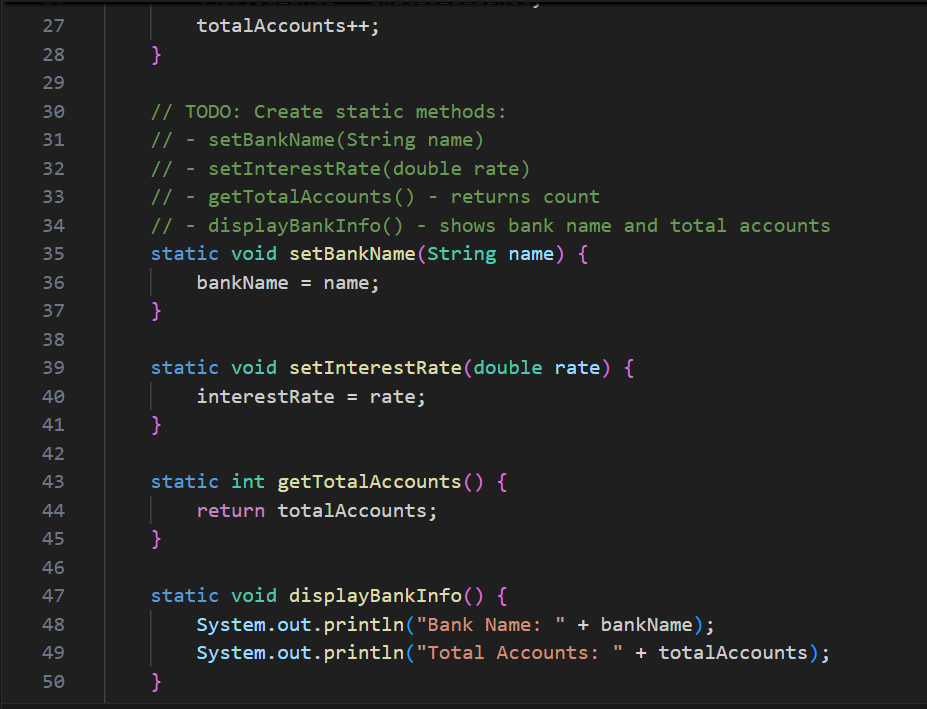 27 totalAccounts++;
28 }
29
30 // TODO: Create static methods:
31 // - setBankName(String name)
32 // - setInterestRate(double rate)
33 // - getTotalAccounts() - returns count
34 // - displayBankInfo() - shows bank name and total accounts
35 static void setBankName(String name) {
36 bankName = name;
37 }
38
39 static void setInterestRate(double rate) {
40 interestRate = rate;
41 }
42
43 static int getTotalAccounts() {
44 return totalAccounts;
45 }
46
47 static void displayBankInfo() {
48 System.out.println("Bank Name: " + bankName);
49 System.out.println("Total Accounts: " + totalAccounts);
50 }